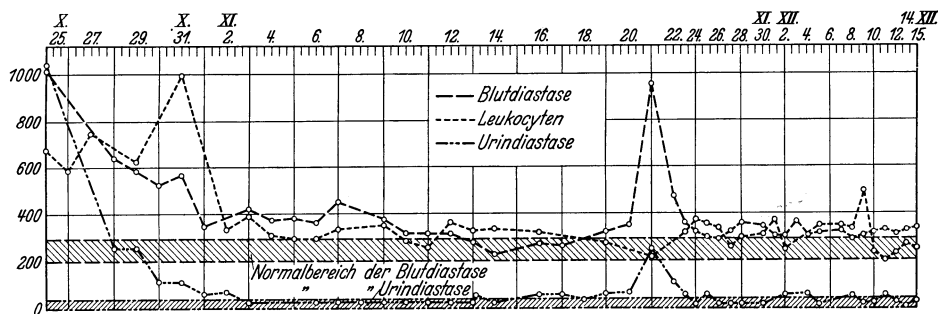 X. X. XI. XI. XII. 14. XII.
25. 27. 29. 31. 2. 4. 6. 8. 10. 12. 14. 16. 18. 20. 22. 24. 26. 28. 30. 2. 4. 6. 8. 10. 12. 15.
1000
800
600
400
200
0
Blutdiastase
Leukocyten
Urindiastase
Normalbereich der Blutdiastase
" " Urindiastase